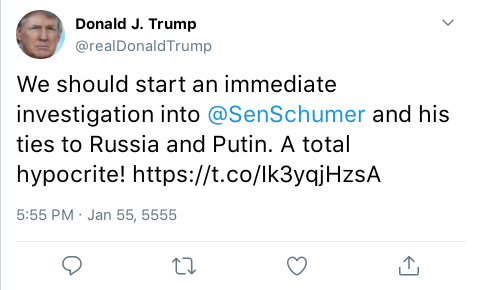 Donald J. Trump
@realDonaldTrump
We should start an immediate
investigation into @SenSchumer and his
ties to Russia and Putin. A total
hypocrite! https://t.co/Ik3yqjHzsA
5:55 PM · Jan 55, 5555